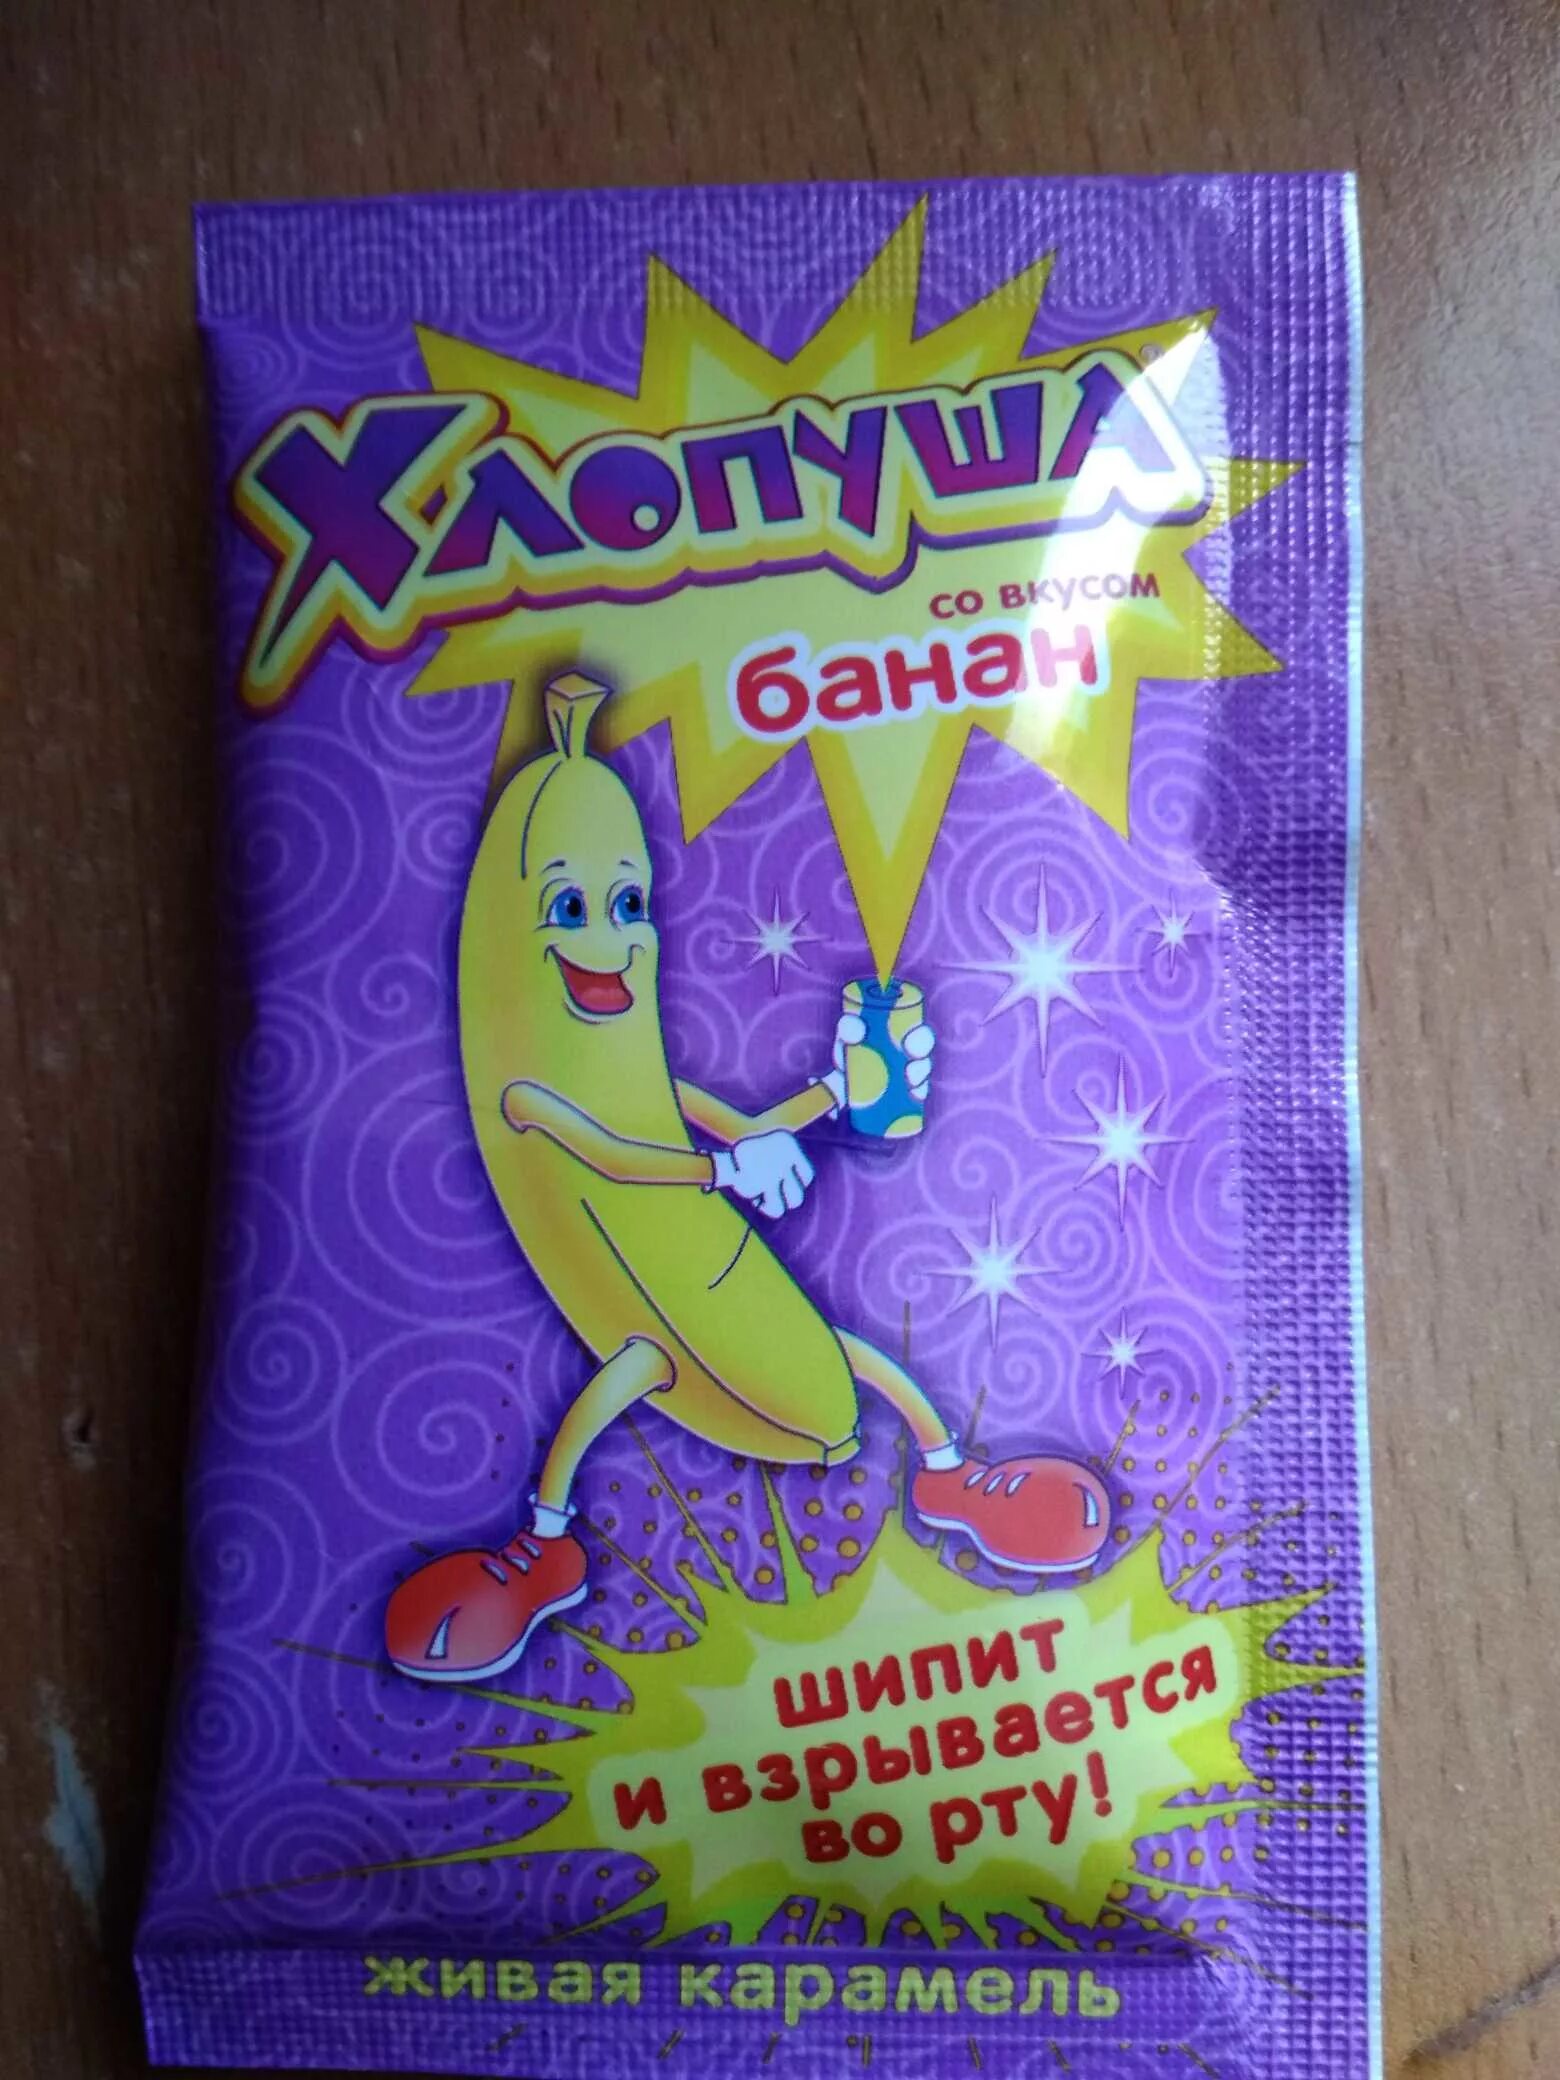 Хлопуша
со вкусом
банан
шипит
и взрывается
во рту!
живая карамель